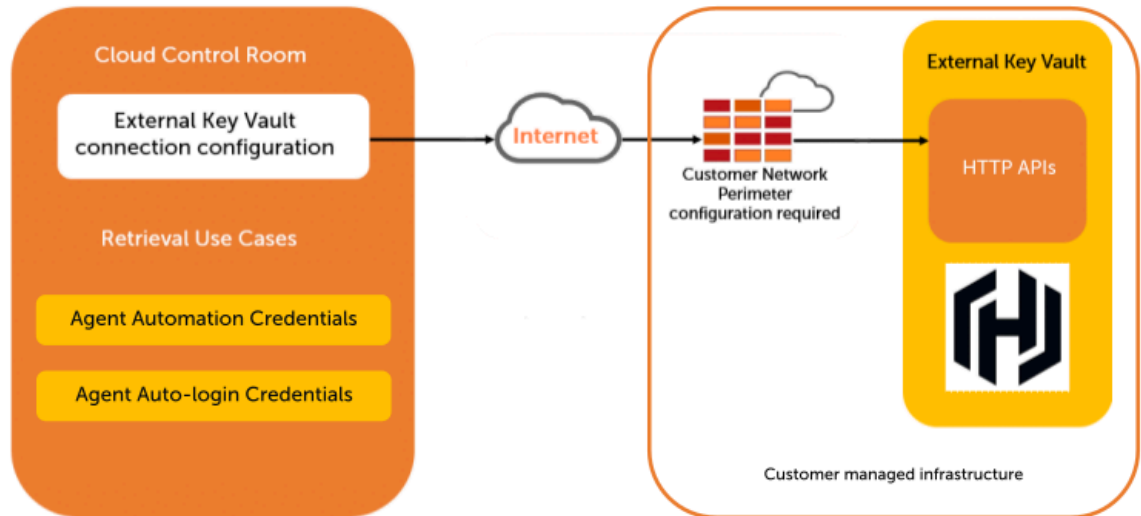 Cloud Control Room
External Key Vault
connection configuration
Retrieval Use Cases
Agent Automation Credentials
Agent Auto-login Credentials
Internet
Customer Network
Perimeter
configuration required
External Key Vault
HTTP APIs
Customer managed infrastructure